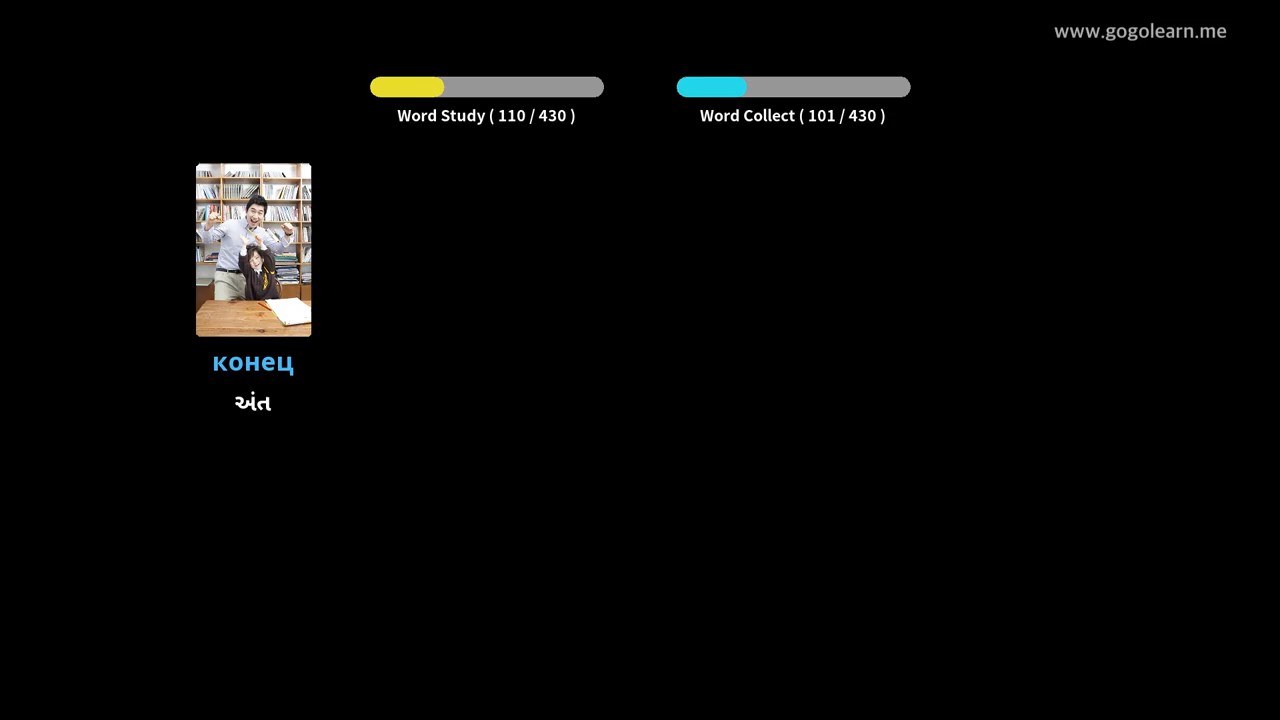 www.gogolearn.me
Word Study ( 110 / 430 )
Word Collect ( 101 / 430 )
конец
અંત